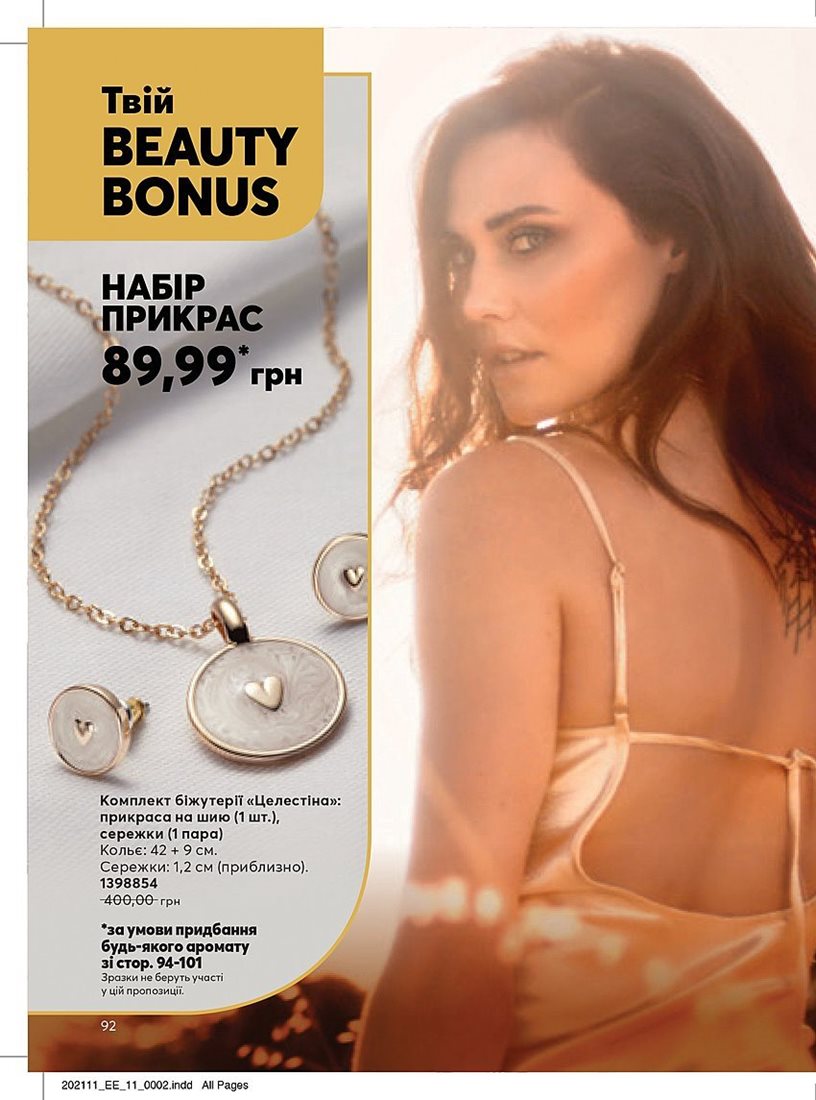 Твій
BEAUTY
BONUS
НАБІР
ПРИКРАС
89,99* грн
Комплект біжутерії «Целестіна»:
прикраса на шию (1 шт.),
сережки (1 пара)
Кольє: 42 + 9 см.
Сережки: 1,2 см (приблизно).
1398854
400,00 грн
*за умови придбання
будь-якого аромату
зі стор. 94-101
Зразки не беруть участі
у цій пропозиції.
92
202111_EE_11_0002.indd All Pages